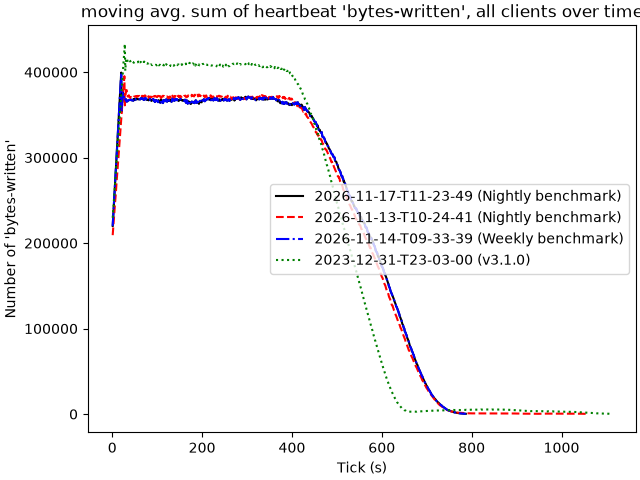 moving avg. sum of heartbeat 'bytes-written', all clients over time
Number of 'bytes-written'
400000
300000
200000
100000
0
2026-11-17-T11-23-49 (Nightly benchmark)
2026-11-13-T10-24-41 (Nightly benchmark)
2026-11-14-T09-33-39 (Weekly benchmark)
2023-12-31-T23-03-00 (v3.1.0)
0 200 400 600 800 1000
Tick (s)